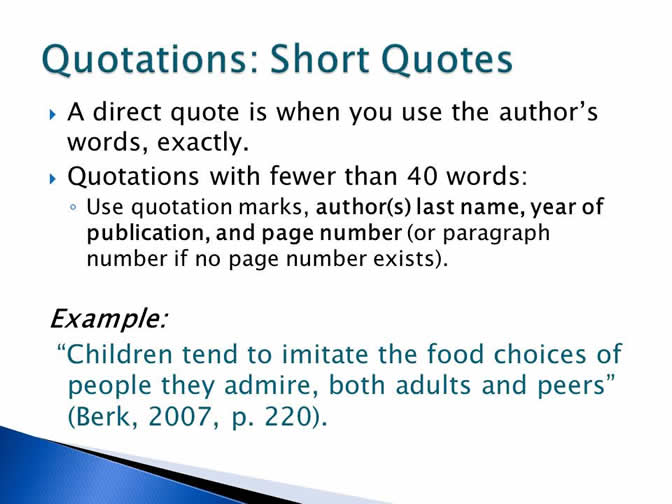 Quotations: Short Quotes
A direct quote is when you use the author’s
words, exactly.
Quotations with fewer than 40 words:
Use quotation marks, author(s) last name, year of
publication, and page number (or paragraph
number if no page number exists).
Example:
“Children tend to imitate the food choices of
people they admire, both adults and peers”
(Berk, 2007, p. 220).